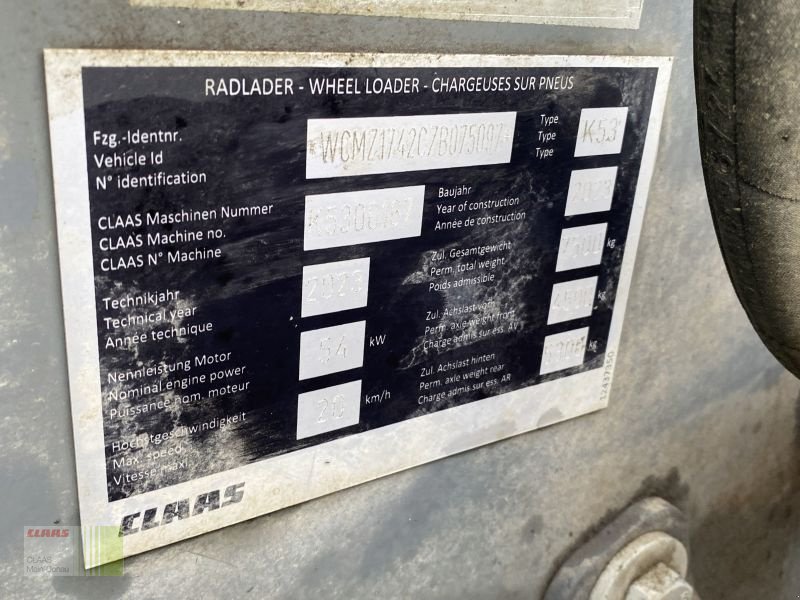 RADLADER - WHEEL LOADER - CHARGEUSES SUR PNEUS
Fzg.-Identnr.
Vehicle Id
N° identification
Type
Type
Type
K53
CLAAS Maschinen Nummer
CLAAS Machine no.
CLAAS N° Machine
Baujahr
Year of construction
Année de construction
2023
Technikjahr
Technical year
Année technique
2023
Zul. Gesamtgewicht
Perm. total weight
Poids admissible
kg
Nennleistung Motor
Nominal engine power
Puissance nom. moteur
54 kW
Zul. Achslast vorn
Perm. axle weight front
Charge admis sur ess. AV
4500 kg
Höchstgeschwindigkeit
Max. speed
Vitesse maxi
20 km/h
Zul. Achslast hinten
Perm. axle weight rear
Charge admis sur ess. AR
kg
12437350
CLAAS
CLAAS
CLAAS
Main-Donau